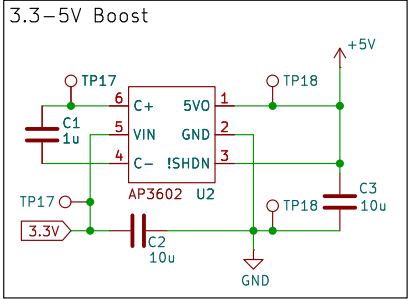 3.3-5V Boost
+5V
TP17
TP18
6 C+ 5VO 1
C1
1u
5 VIN GND 2
4 C- !SHDN 3
AP3602 U2
TP17
TP18
C3
10u
3.3V
C2
10u
GND